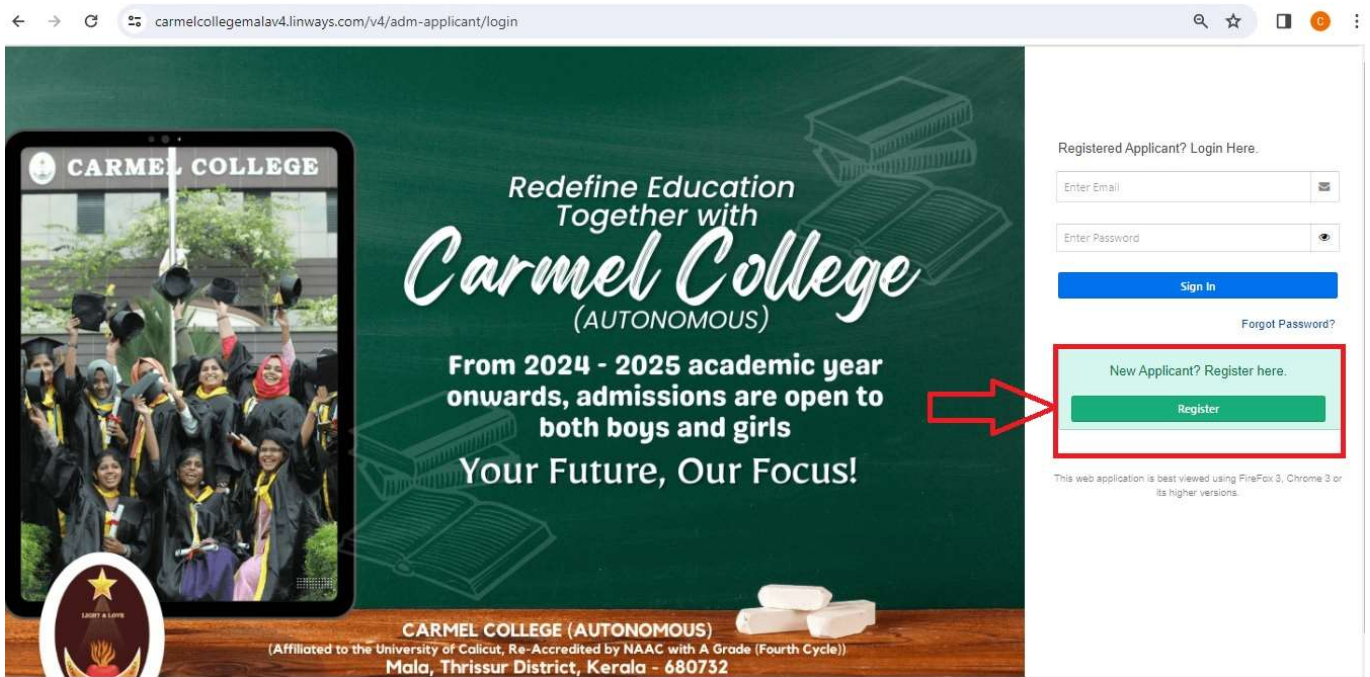 carmelcollegemalav4.linways.com/v4/adm-applicant/login
C
CARMEL COLLEGE
Redefine Education
Together with
Carmel College
(AUTONOMOUS)
From 2024 - 2025 academic year
onwards, admissions are open to
both boys and girls
Your Future, Our Focus!
LIGHT & LOVE
CARMEL COLLEGE (AUTONOMOUS)
(Affiliated to the University of Calicut, Re-Accredited by NAAC with A Grade (Fourth Cycle))
Mala, Thrissur District, Kerala - 680732
Registered Applicant? Login Here.
Enter Email
Enter Password
Sign In
Forgot Password?
New Applicant? Register here.
Register
This web application is best viewed using FireFox 3, Chrome 3 or
its higher versions.